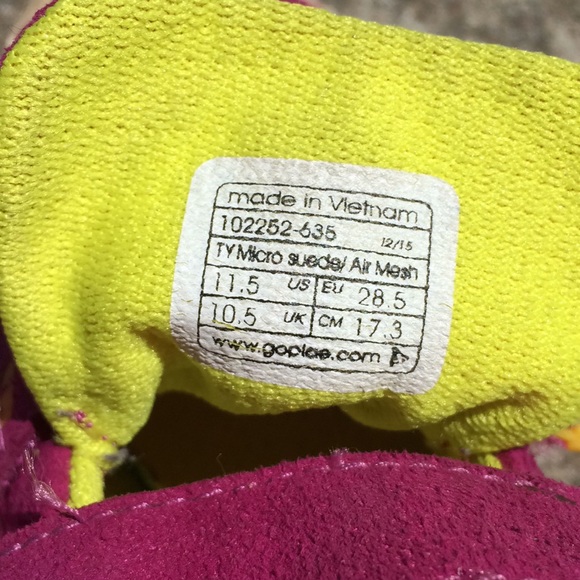 made in Vietnam
102252-635 12/15
TY Micro suede/ Air Mesh
11.5 US EU 28.5
10.5 UK CM 17.3
www.goplae.com